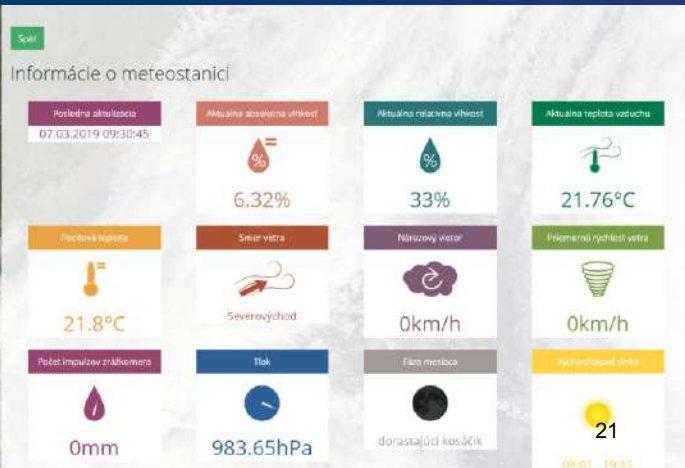 Späť
Informácie o meteostanici
Posledná aktualizácia
07.03.2019 09:30:45
Aktuálna absolútna vlhkosť
%
6.32%
Aktuálna relatívna vlhkosť
%
33%
Aktuálna teplota vzduchu
21.76°C
Pocitová teplota
21.8°C
Smer vetra
Severovýchod
Nárazový vietor
0km/h
Priemerná rýchlosť vetra
0km/h
Počet impulzov zrážkomera
0mm
Tlak
983.65hPa
Fáza mesiaca
dorastajúci kosáčik
21